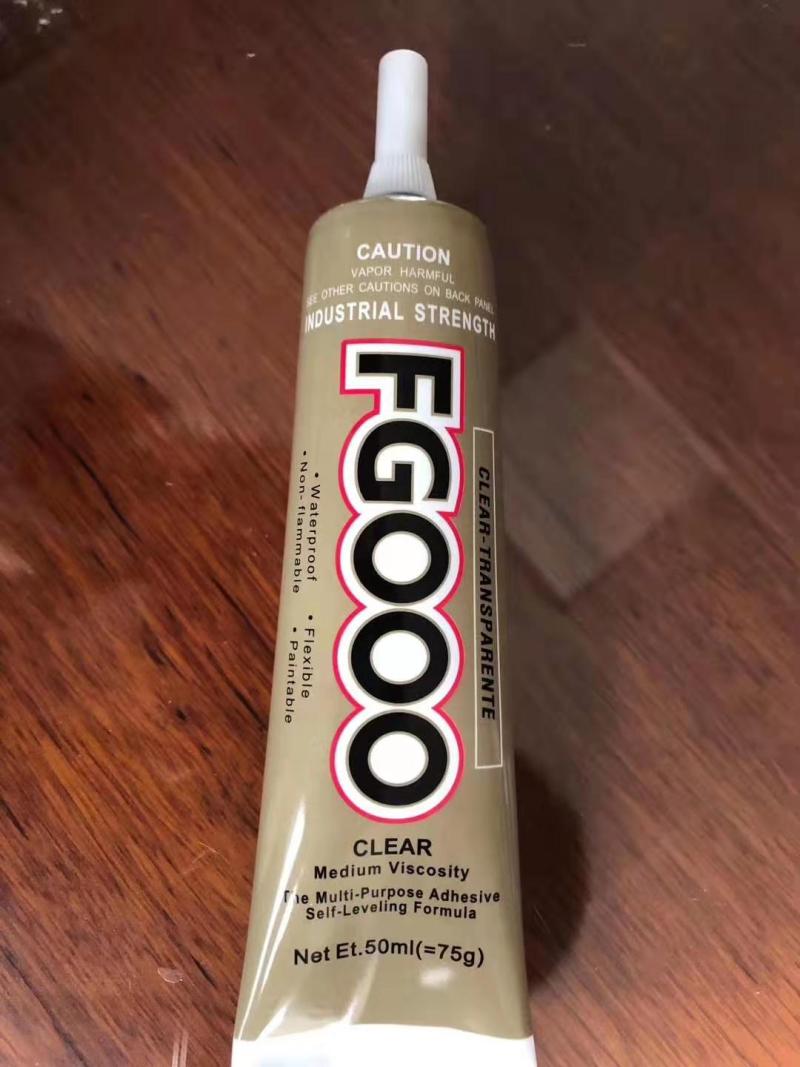 CAUTION
VAPOR HARMFUL
SEE OTHER CAUTIONS ON BACK PANEL
INDUSTRIAL STRENGTH
FGOOO
CLEAR-TRANSPARENTE
• Waterproof • Flexible
• Non-flammable • Paintable
CLEAR
Medium Viscosity
The Multi-Purpose Adhesive
Self-Leveling Formula
Net Et.50ml(=75g)